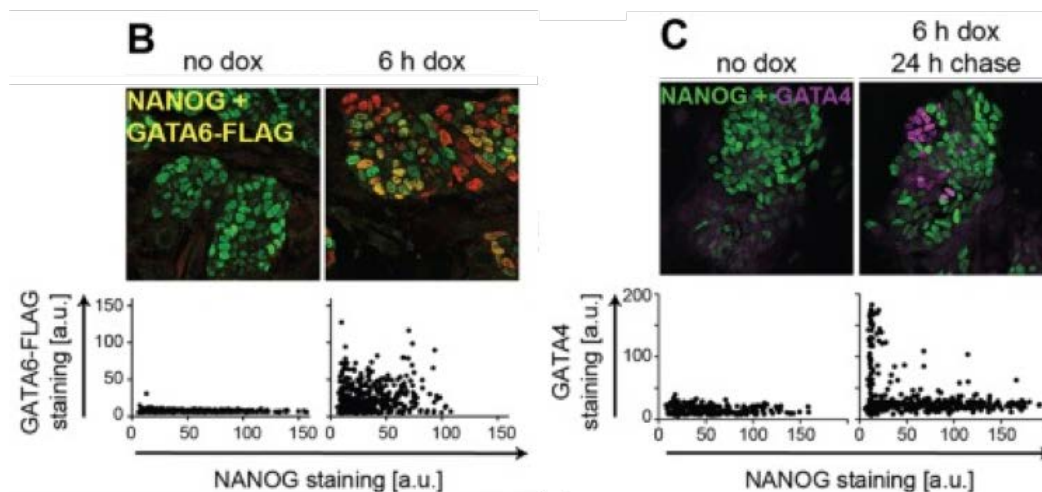 B
no dox
6 h dox
NANOG +
GATA6-FLAG
GATA6-FLAG
staining [a.u.]
150
100
50
0
0 50 100 150
0 50 100 150
NANOG staining [a.u.]
C
no dox
6 h dox
24 h chase
NANOG + GATA4
GATA4
staining [a.u.]
200
100
0
0 50 100 150
0 50 100 150
NANOG staining [a.u.]